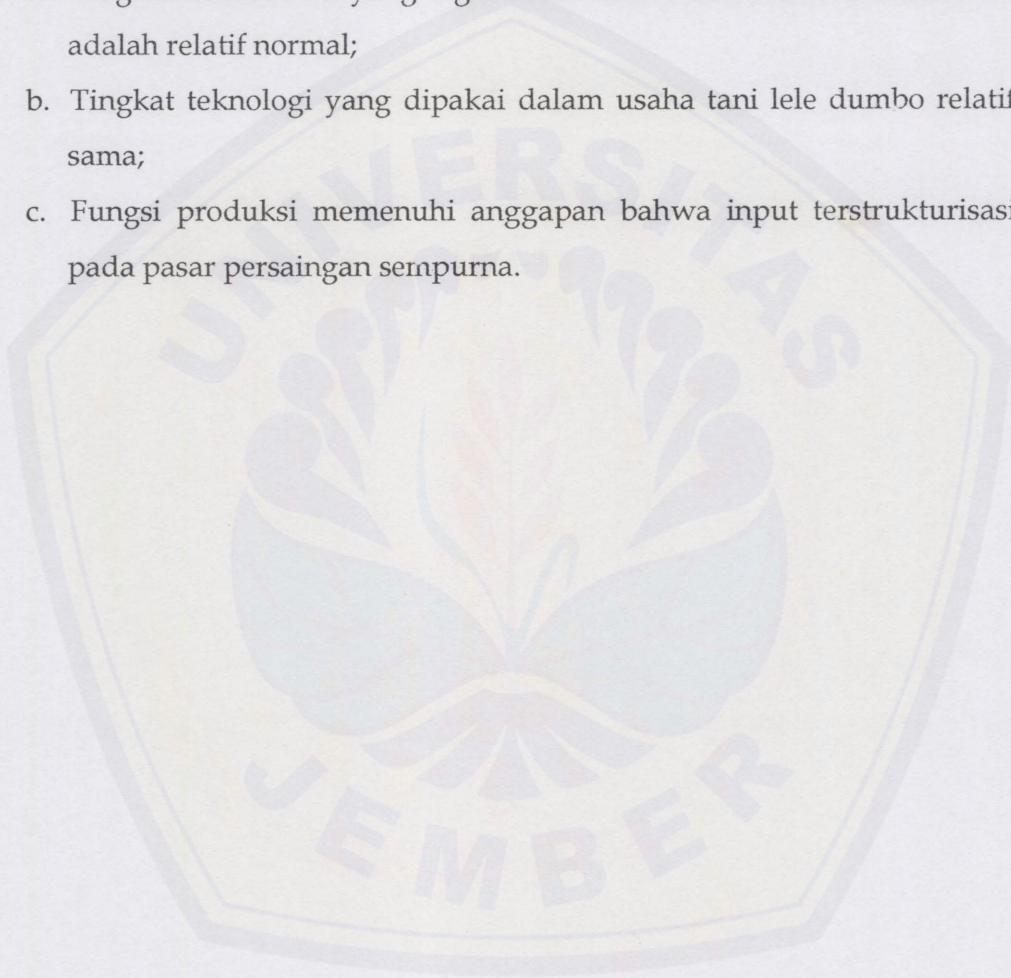 adalah relatif normal;
b. Tingkat teknologi yang dipakai dalam usaha tani lele dumbo relatif
sama;
c. Fungsi produksi memenuhi anggapan bahwa input terstrukturisasi
pada pasar persaingan sempurna.
UNIVERSITAS
JEMBER